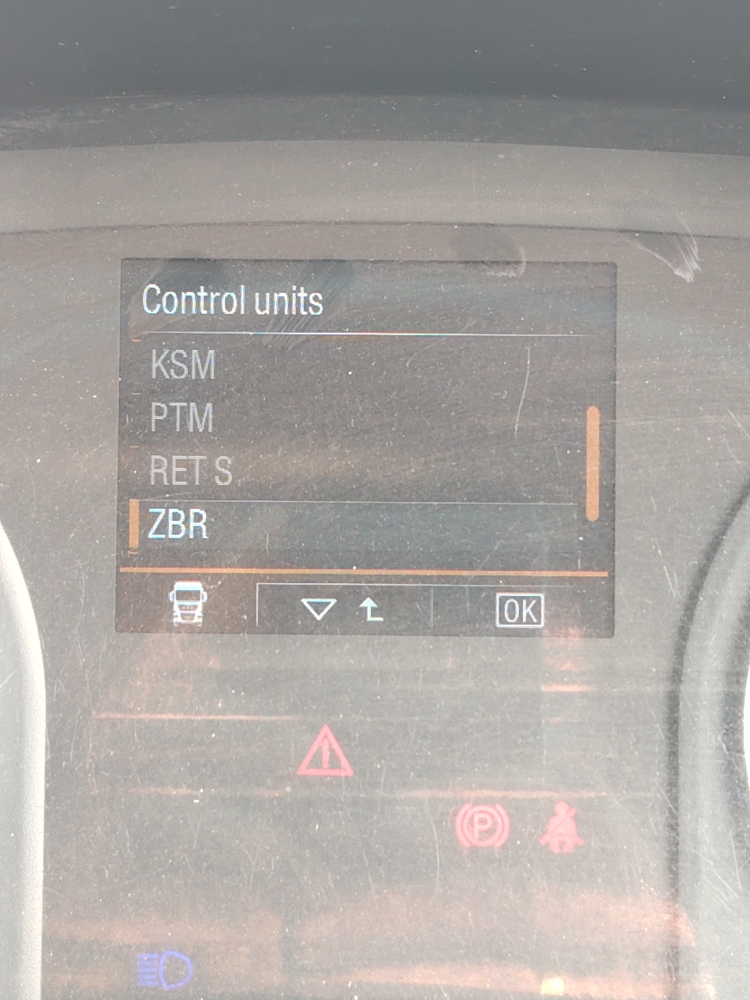 Control units
KSM
PTM
RET S
ZBR
OK
P